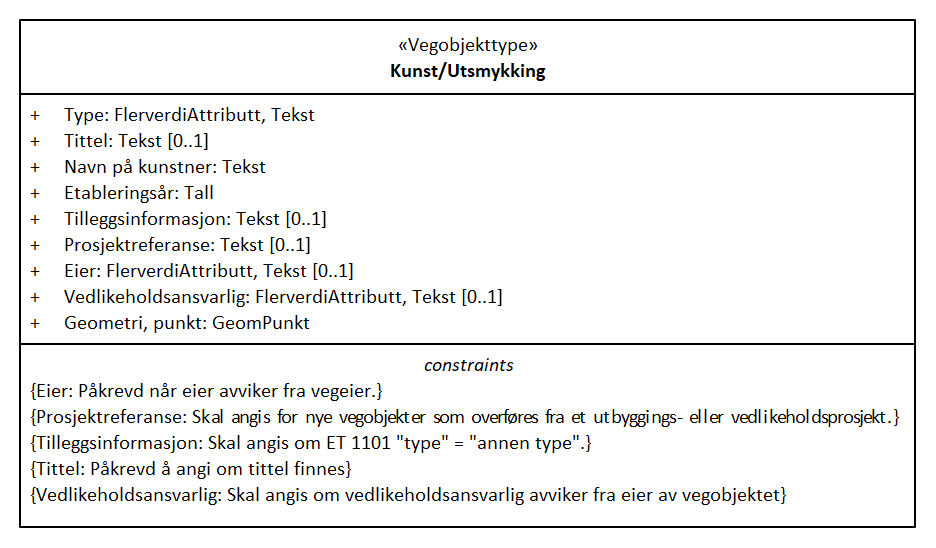 «Vegobjekttype»
Kunst/Utsmykking
+ Type: FlerverdiAttributt, Tekst
+ Tittel: Tekst [0..1]
+ Navn på kunstner: Tekst
+ Etableringsår: Tall
+ Tilleggsinformasjon: Tekst [0..1]
+ Prosjektreferanse: Tekst [0..1]
+ Eier: FlerverdiAttributt, Tekst [0..1]
+ Vedlikeholdsansvarlig: FlerverdiAttributt, Tekst [0..1]
+ Geometri, punkt: GeomPunkt
constraints
{Eier: Påkrevd når eier avviker fra vegeier.}
{Prosjektreferanse: Skal angis for nye vegobjekter som overføres fra et utbyggings- eller vedlikeholdsprosjekt.}
{Tilleggsinformasjon: Skal angis om ET 1101 "type" = "annen type".}
{Tittel: Påkrevd å angi om tittel finnes}
{Vedlikeholdsansvarlig: Skal angis om vedlikeholdsansvarlig avviker fra eier av vegobjektet}